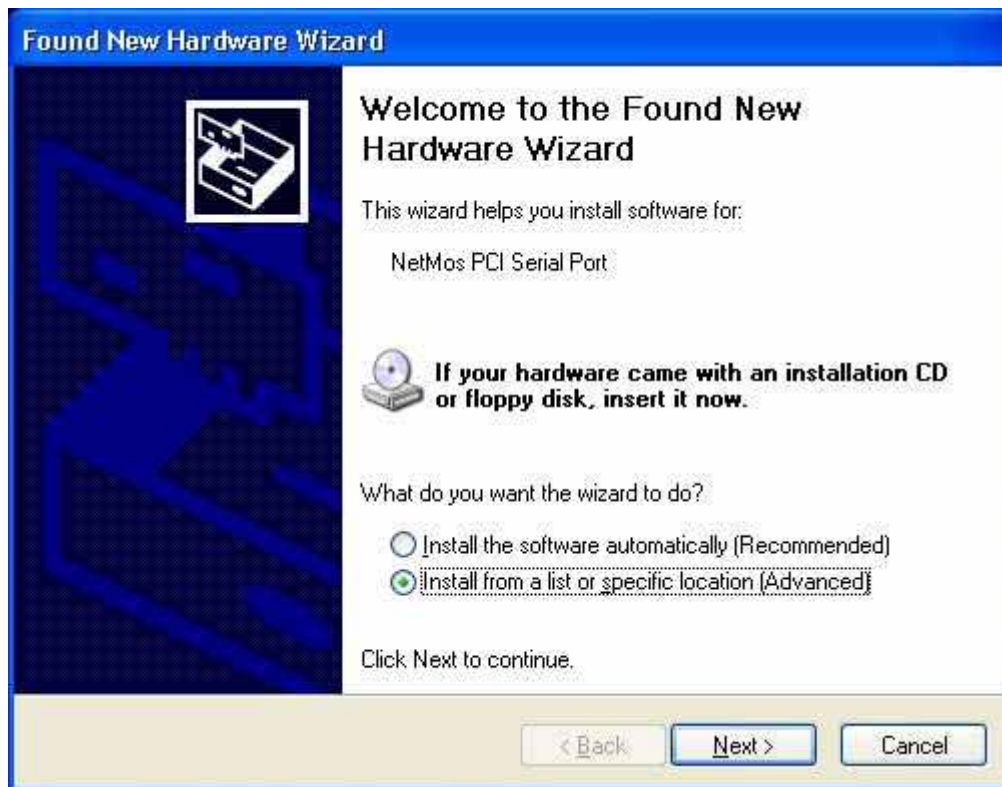 Found New Hardware Wizard
Welcome to the Found New
Hardware Wizard
This wizard helps you install software for:
NetMos PCI Serial Port
If your hardware came with an installation CD
or floppy disk, insert it now.
What do you want the wizard to do?
Install the software automatically (Recommended)
Install from a list or specific location (Advanced)
Click Next to continue.
< Back
Next >
Cancel